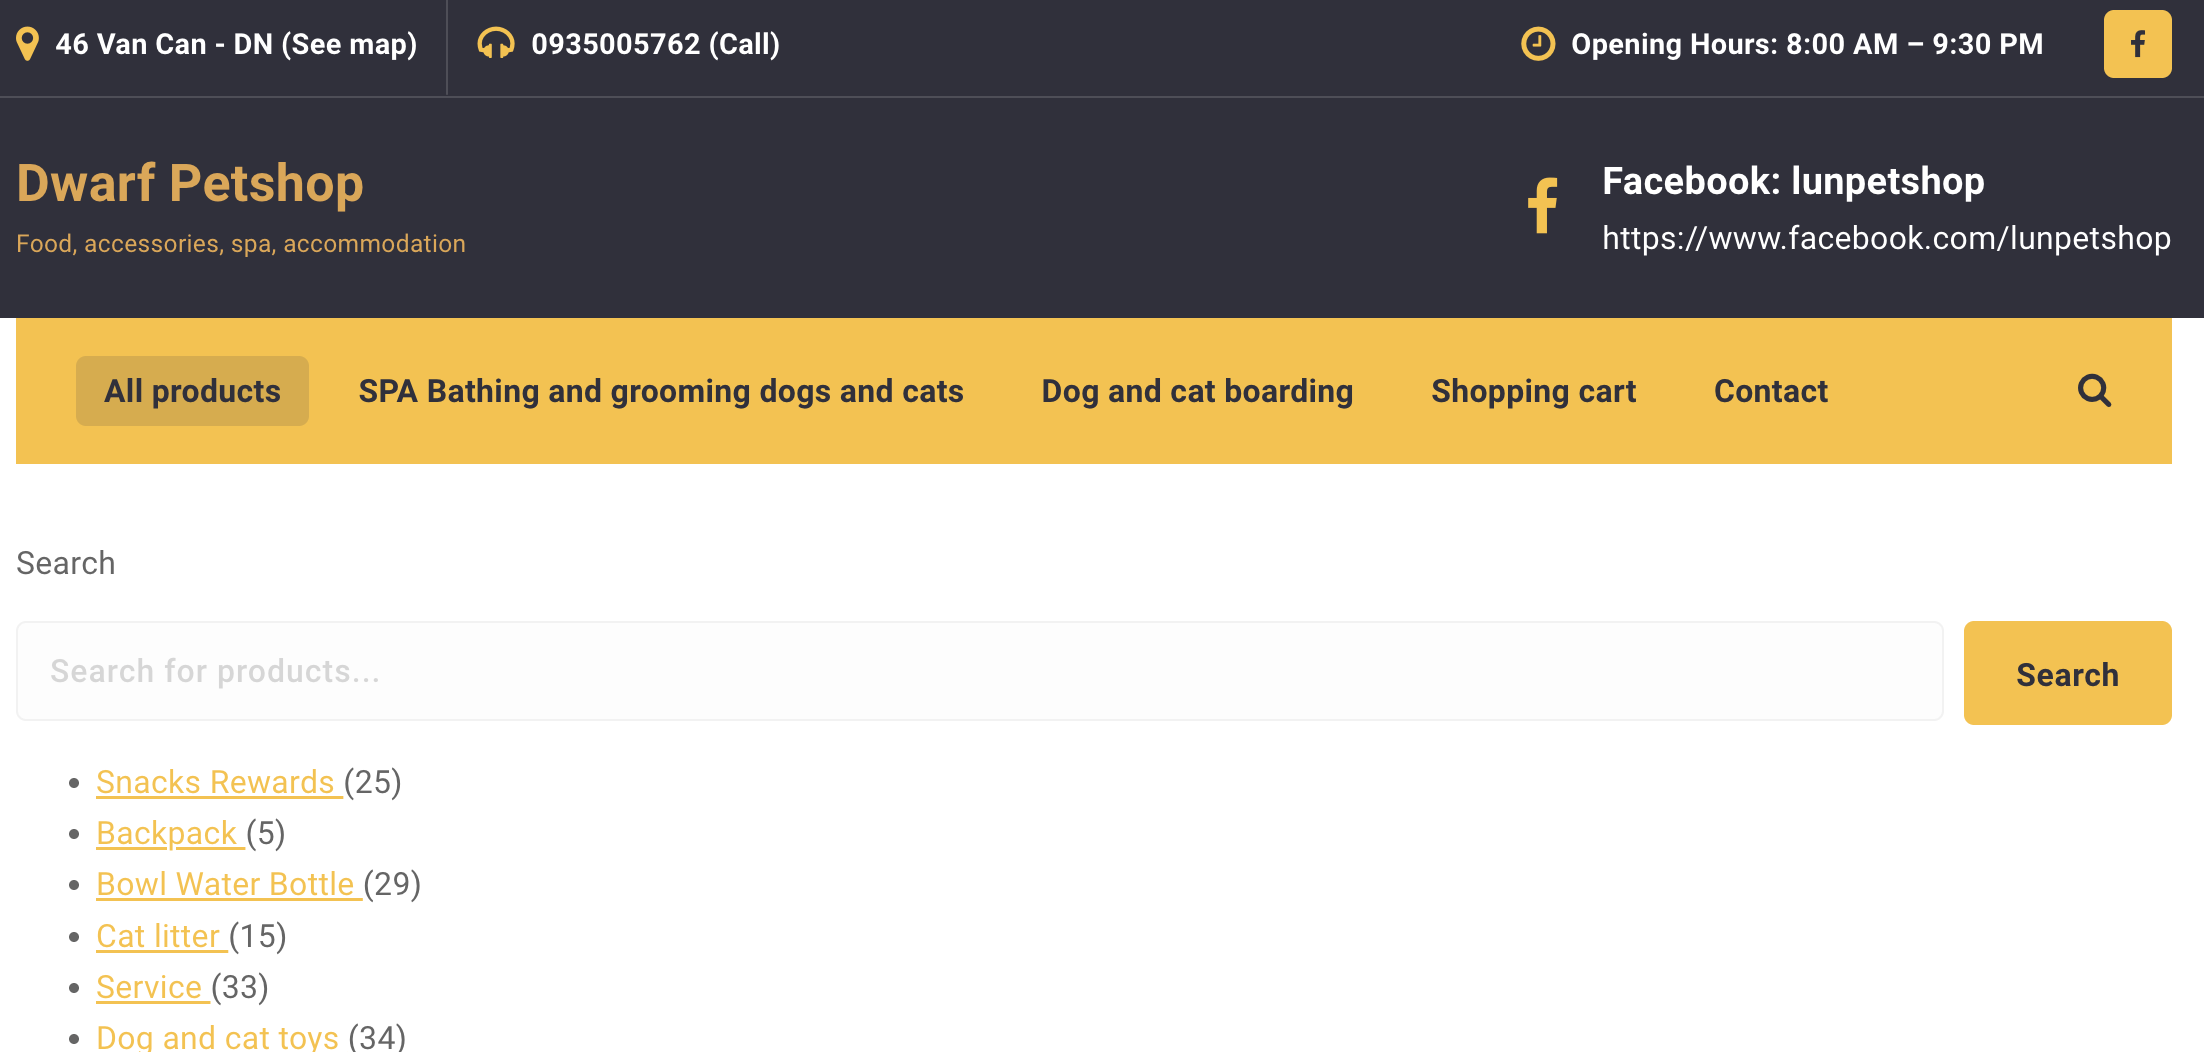 46 Van Can - DN (See map)
0935005762 (Call)
Opening Hours: 8:00 AM – 9:30 PM
Dwarf Petshop
Food, accessories, spa, accommodation
Facebook: lunpetshop
https://www.facebook.com/lunpetshop
All products SPA Bathing and grooming dogs and cats Dog and cat boarding Shopping cart Contact
Search
Search for products...
Search
Snacks Rewards (25)
Backpack (5)
Bowl Water Bottle (29)
Cat litter (15)
Service (33)
Dog and cat toys (34)